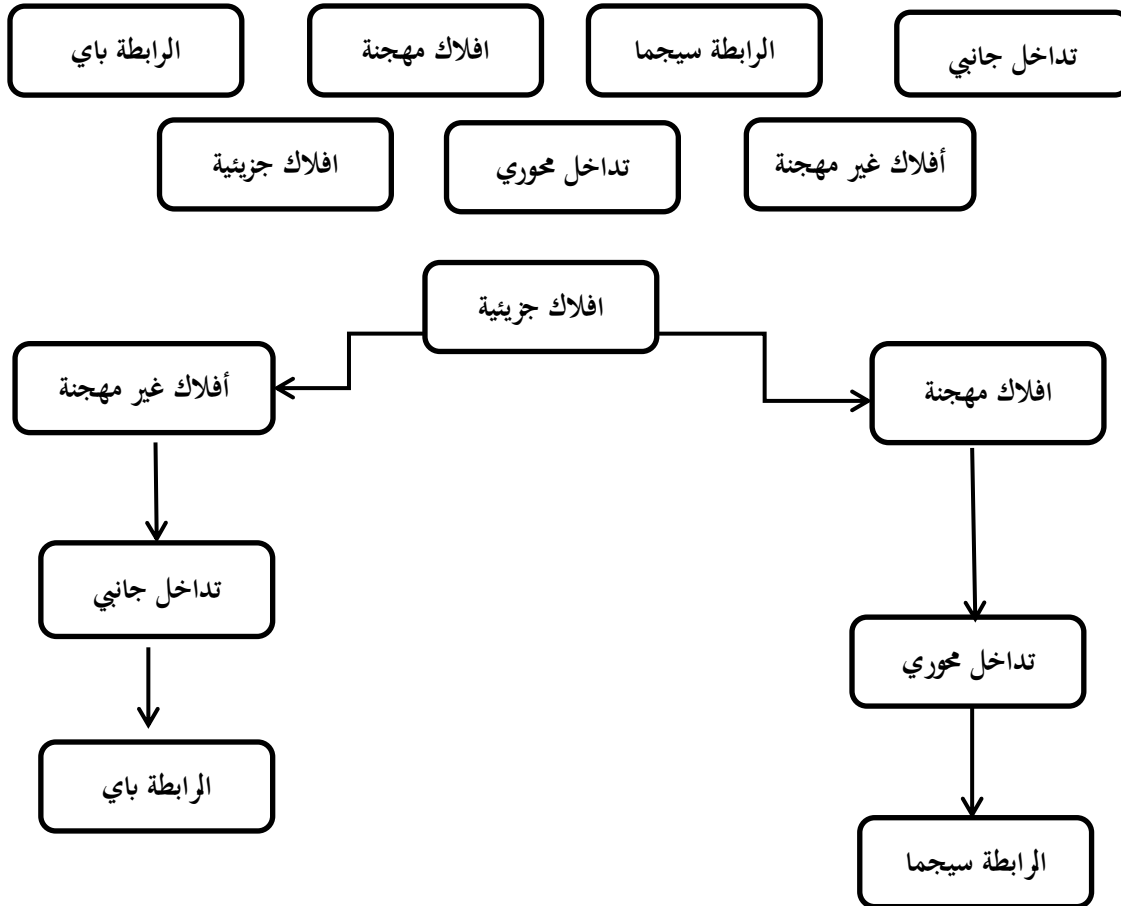 تداخل جانبي
الرابطة سيجما
افلاك مهجنة
الرابطة باي
أفلاك غير مهجنة
تداخل محوري
افلاك جزيئية
افلاك جزيئية
افلاك مهجنة
أفلاك غير مهجنة
تداخل جانبي
تداخل محوري
الرابطة باي
الرابطة سيجما